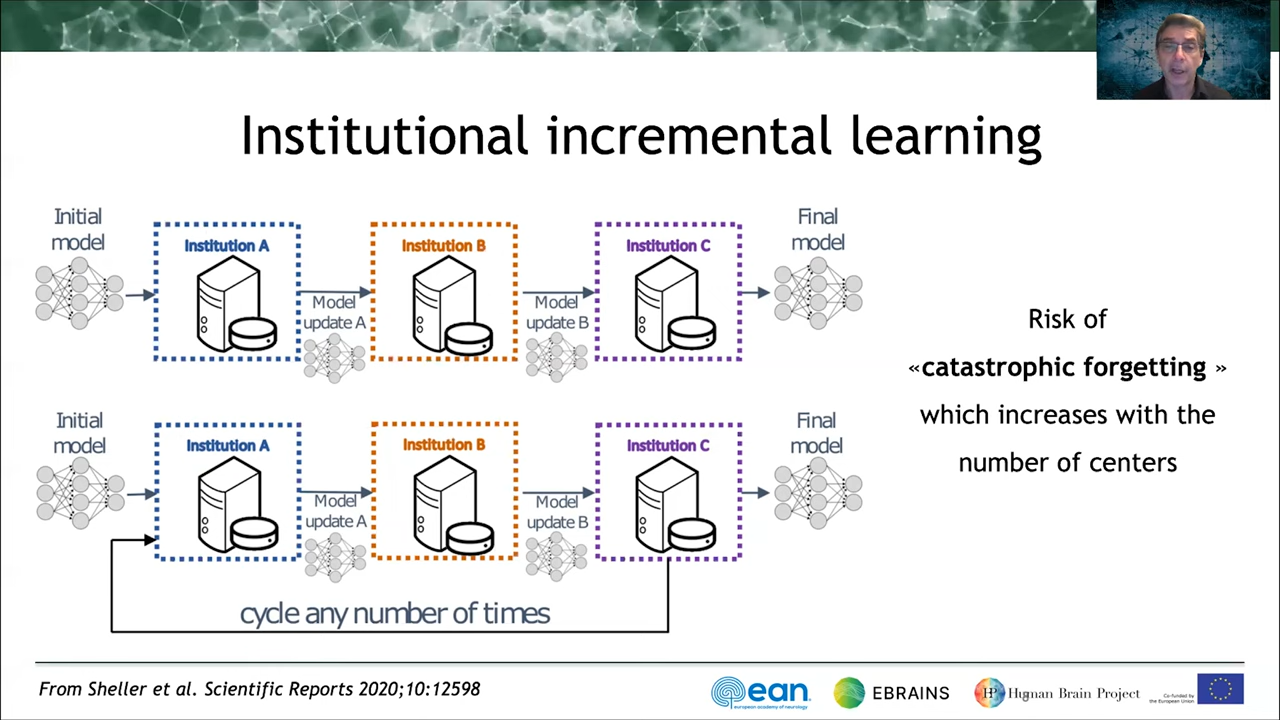 Institutional incremental learning
Initial
model
Institution A
Model
update A
Institution B
Model
update B
Institution C
Final
model
Risk of
«catastrophic forgetting »
which increases with the
number of centers
Initial
model
Institution A
Model
update A
Institution B
Model
update B
Institution C
Final
model
cycle any number of times
From Sheller et al. Scientific Reports 2020;10:12598
ean
european academy of neurology
EBRAINS
HP Human Brain Project
Co-funded by
the European Union